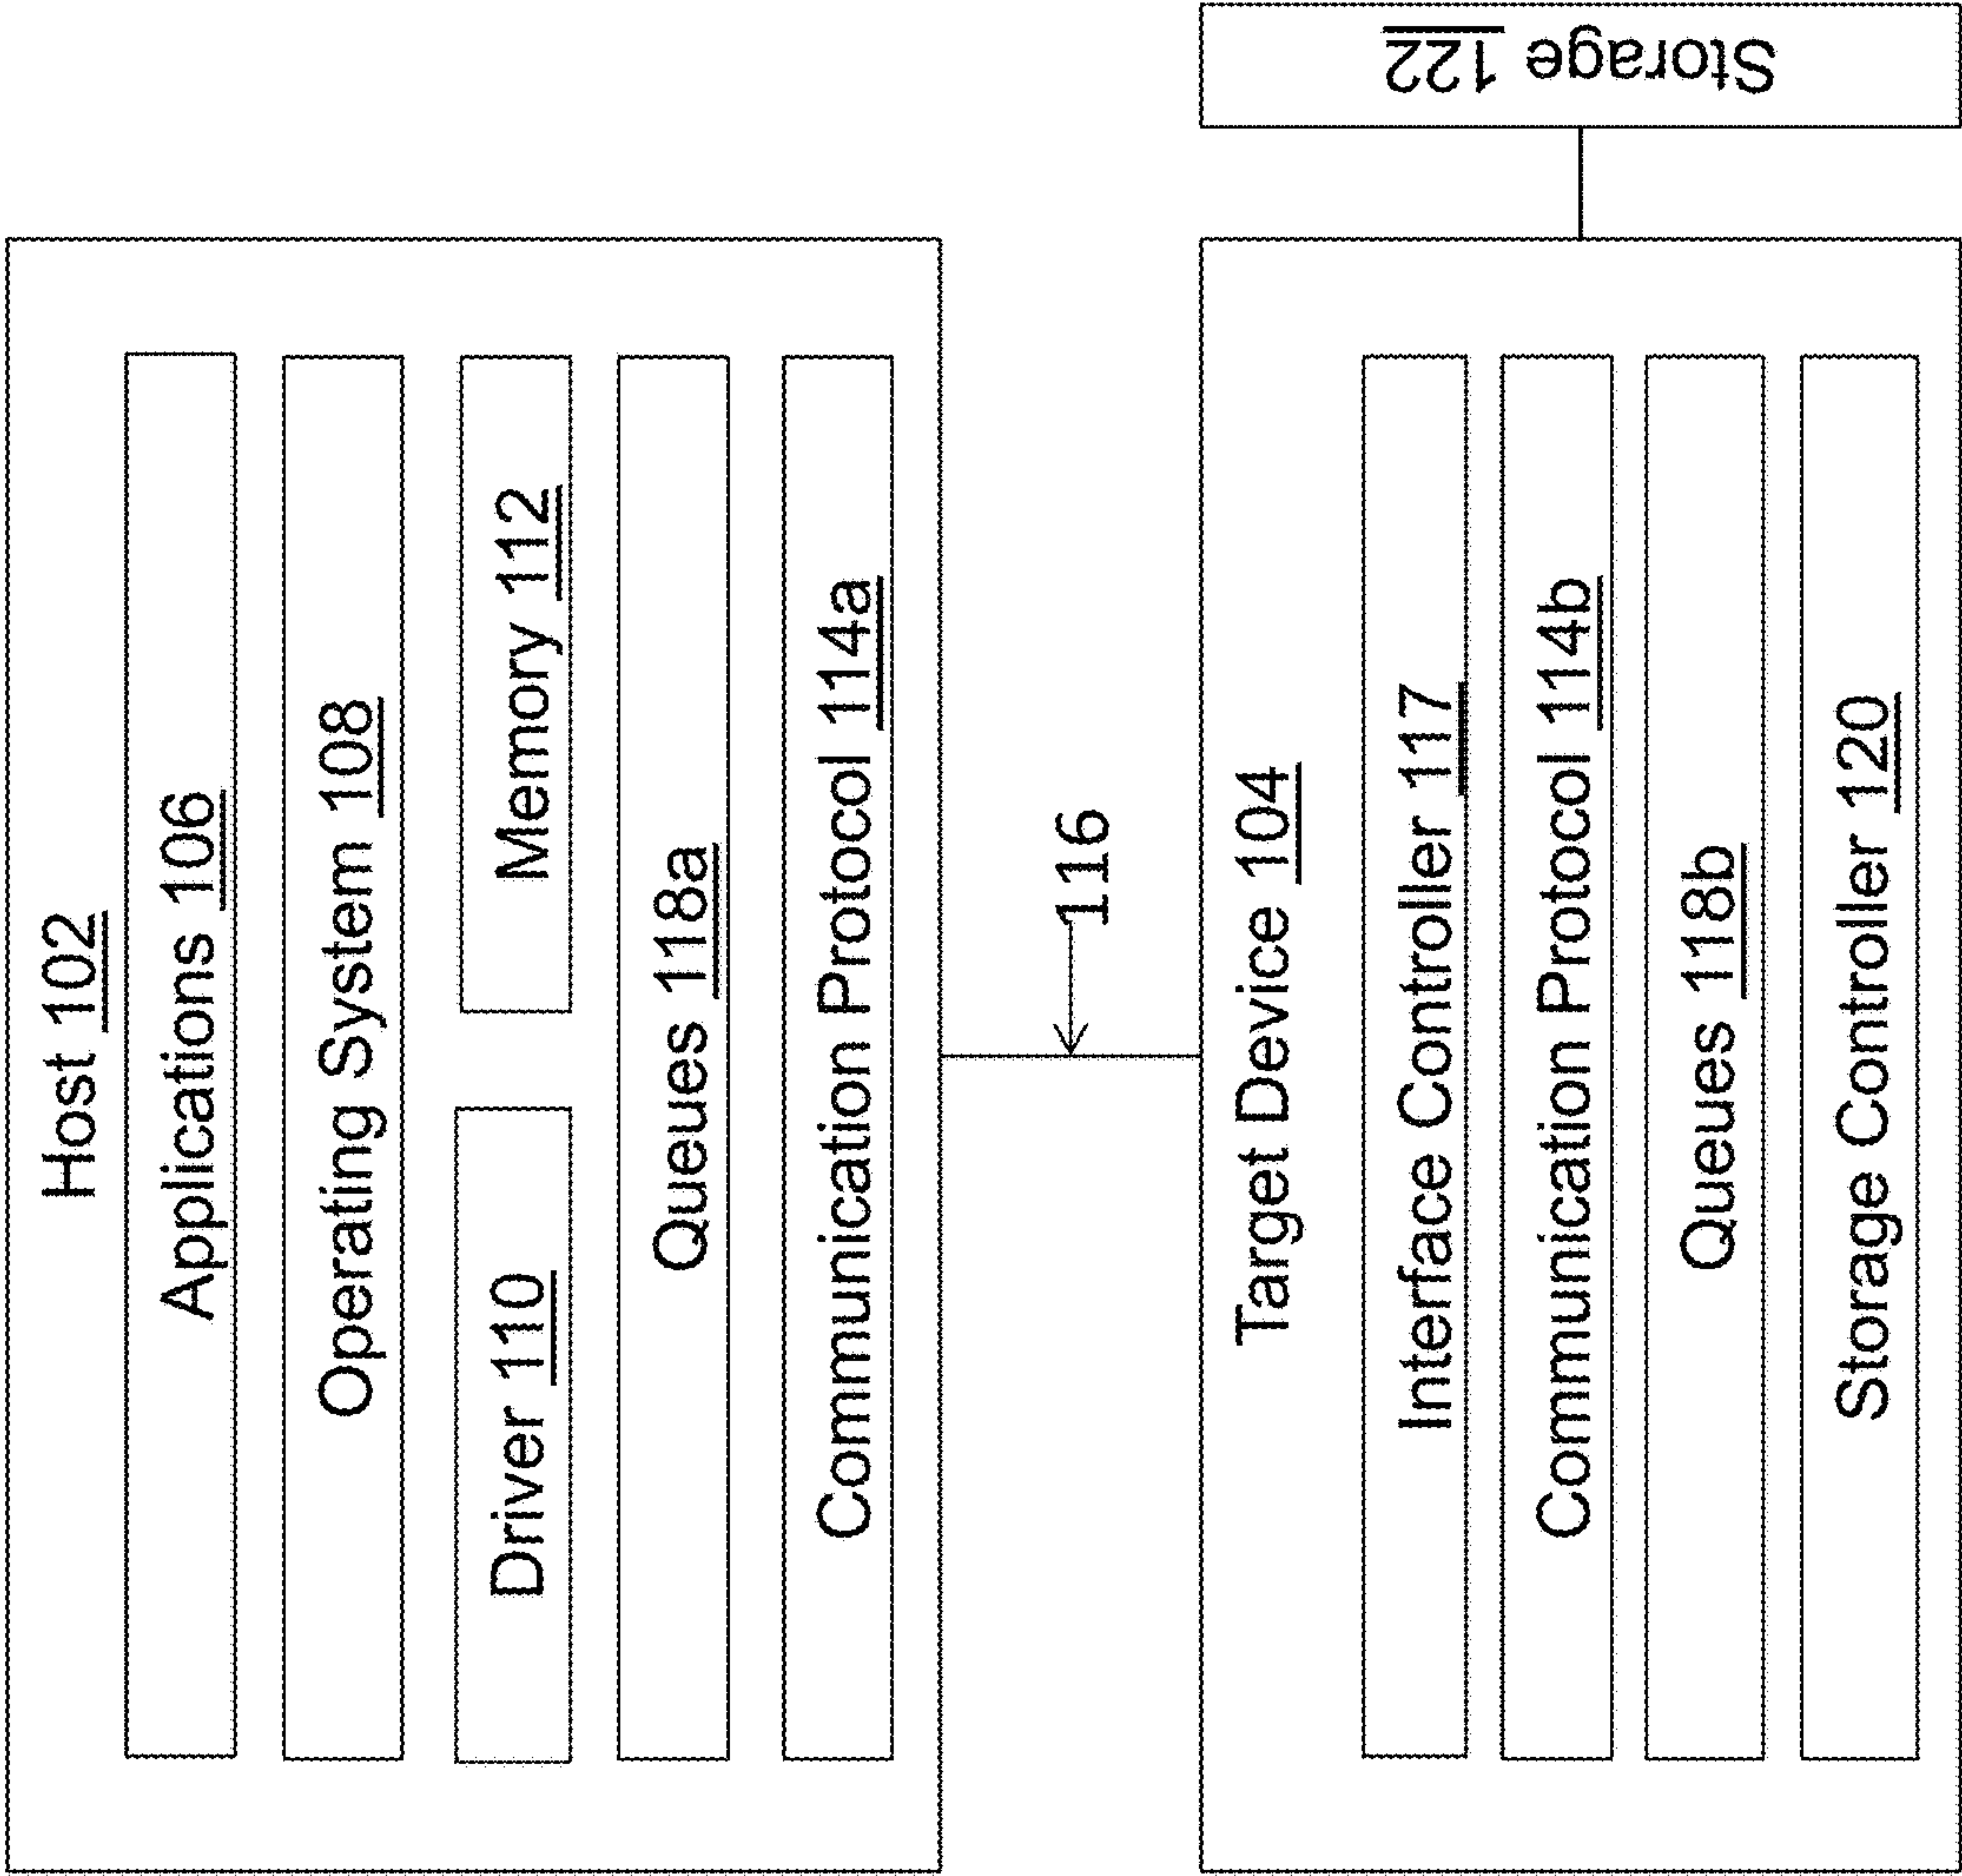 Host 102
Applications 106
Operating System 108
Driver 110
Memory 112
Queues 118a
Communication Protocol 114a
116
Target Device 104
Interface Controller 117
Communication Protocol 114b
Queues 118b
Storage Controller 120
Storage 122